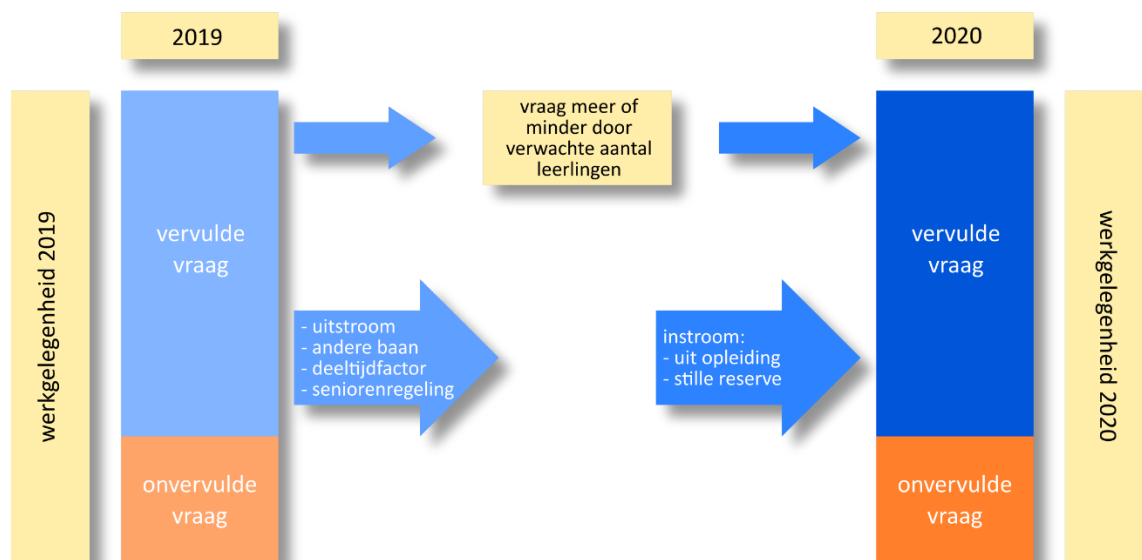 2019
2020
werkgelegenheid 2019
vervulde
vraag
onvervulde
vraag
vraag meer of
minder door
verwachte aantal
leerlingen
- uitstroom
- andere baan
- deeltijdfactor
- seniorenregeling
instroom:
- uit opleiding
- stille reserve
vervulde
vraag
onvervulde
vraag
werkgelegenheid 2020